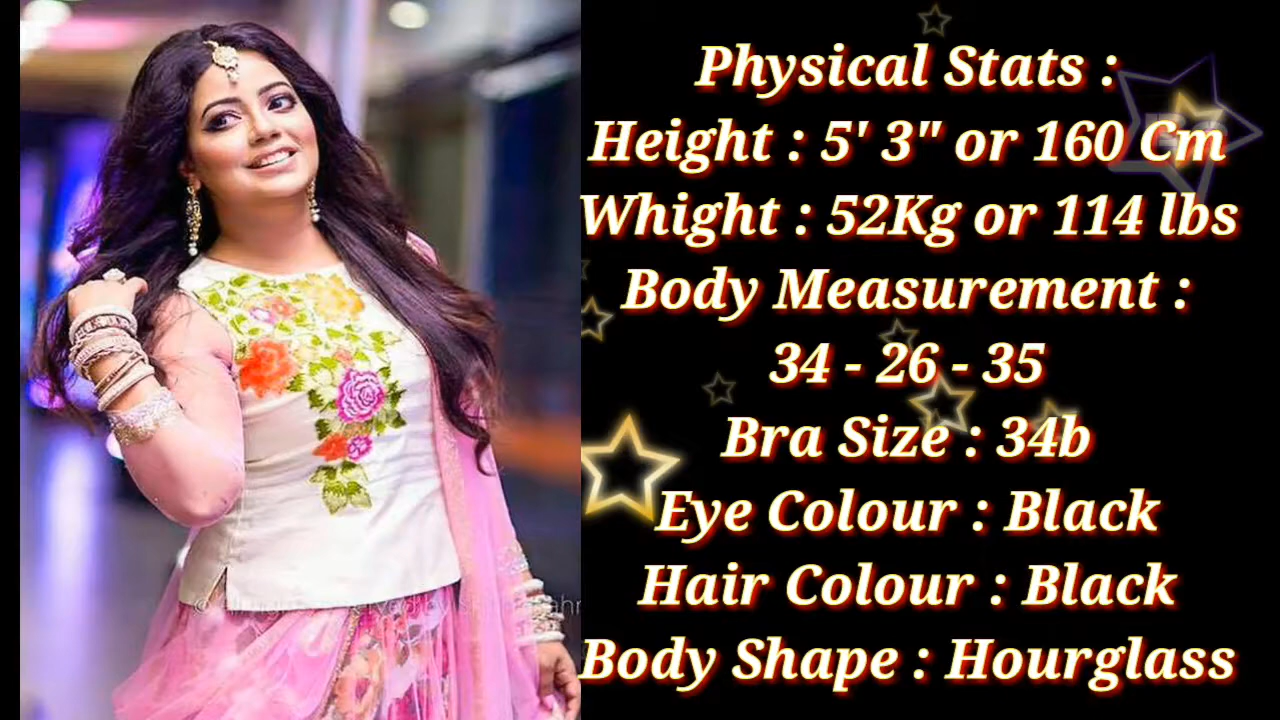 Physical Stats :
Height : 5' 3" or 160 Cm
Whight : 52Kg or 114 lbs
Body Measurement :
34 - 26 - 35
Bra Size : 34b
Eye Colour : Black
Hair Colour : Black
Body Shape : Hourglass